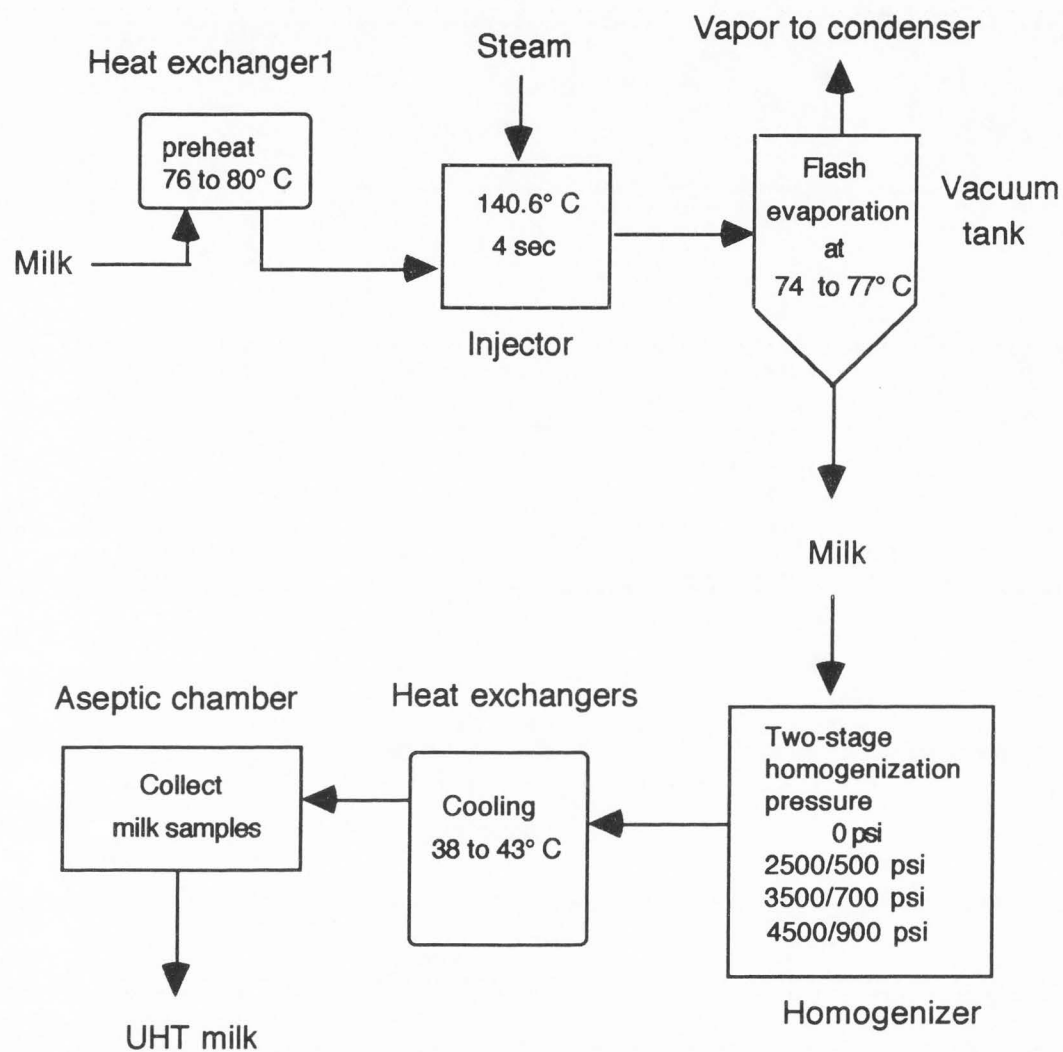 Heat exchanger1
preheat
76 to 80° C
Milk
Steam
140.6° C
4 sec
Injector
Vapor to condenser
Flash
evaporation
at
74 to 77° C
Vacuum
tank
Milk
Two-stage
homogenization
pressure
0 psi
2500/500 psi
3500/700 psi
4500/900 psi
Homogenizer
Heat exchangers
Cooling
38 to 43° C
Aseptic chamber
Collect
milk samples
UHT milk